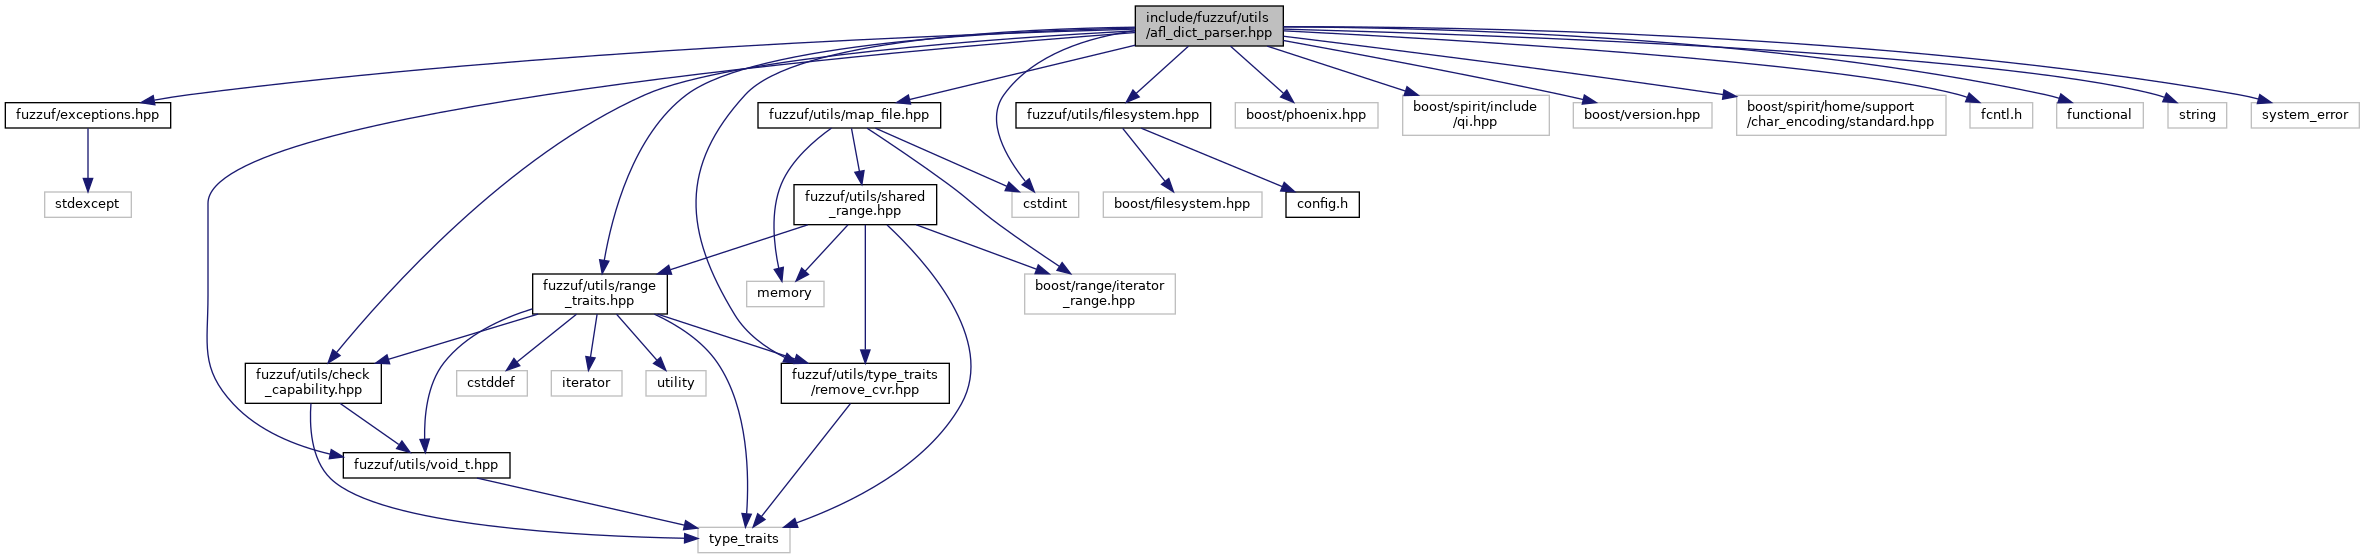 include/fuzzuf/utils
/afl_dict_parser.hpp
fuzzuf/exceptions.hpp
fuzzuf/utils/map_file.hpp
fuzzuf/utils/filesystem.hpp
boost/phoenix.hpp
boost/spirit/include
/qi.hpp
boost/version.hpp
boost/spirit/home/support
/char_encoding/standard.hpp
fcntl.h
functional
string
system_error
stdexcept
fuzzuf/utils/shared
_range.hpp
cstdint
boost/filesystem.hpp
config.h
fuzzuf/utils/range
_traits.hpp
memory
boost/range/iterator
_range.hpp
fuzzuf/utils/check
_capability.hpp
cstddef
iterator
utility
fuzzuf/utils/type_traits
/remove_cvr.hpp
fuzzuf/utils/void_t.hpp
type_traits